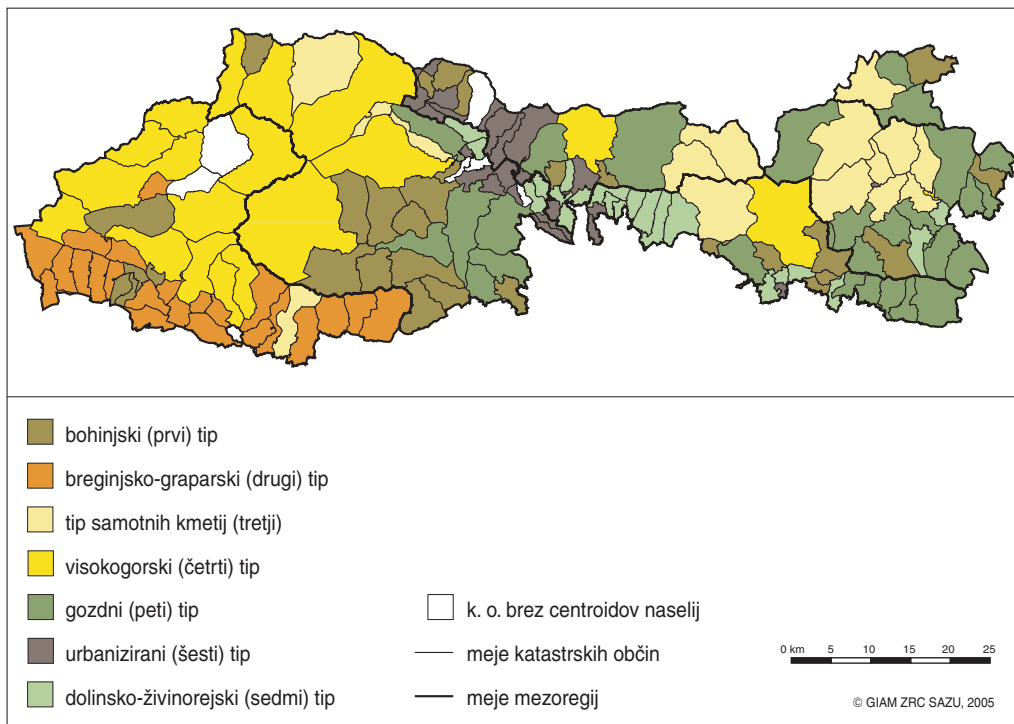 bohinjski (prvi) tip
breginjsko-graparski (drugi) tip
tip samotnih kmetij (tretji)
visokogorski (četrti) tip
gozdni (peti) tip
urbanizirani (šesti) tip
dolinsko-živinorejski (sedmi) tip
k. o. brez centroidov naselij
meje katastrskih občin
meje mezoregij
0 km 5 10 15 20 25
© GIAM ZRC SAZU, 2005